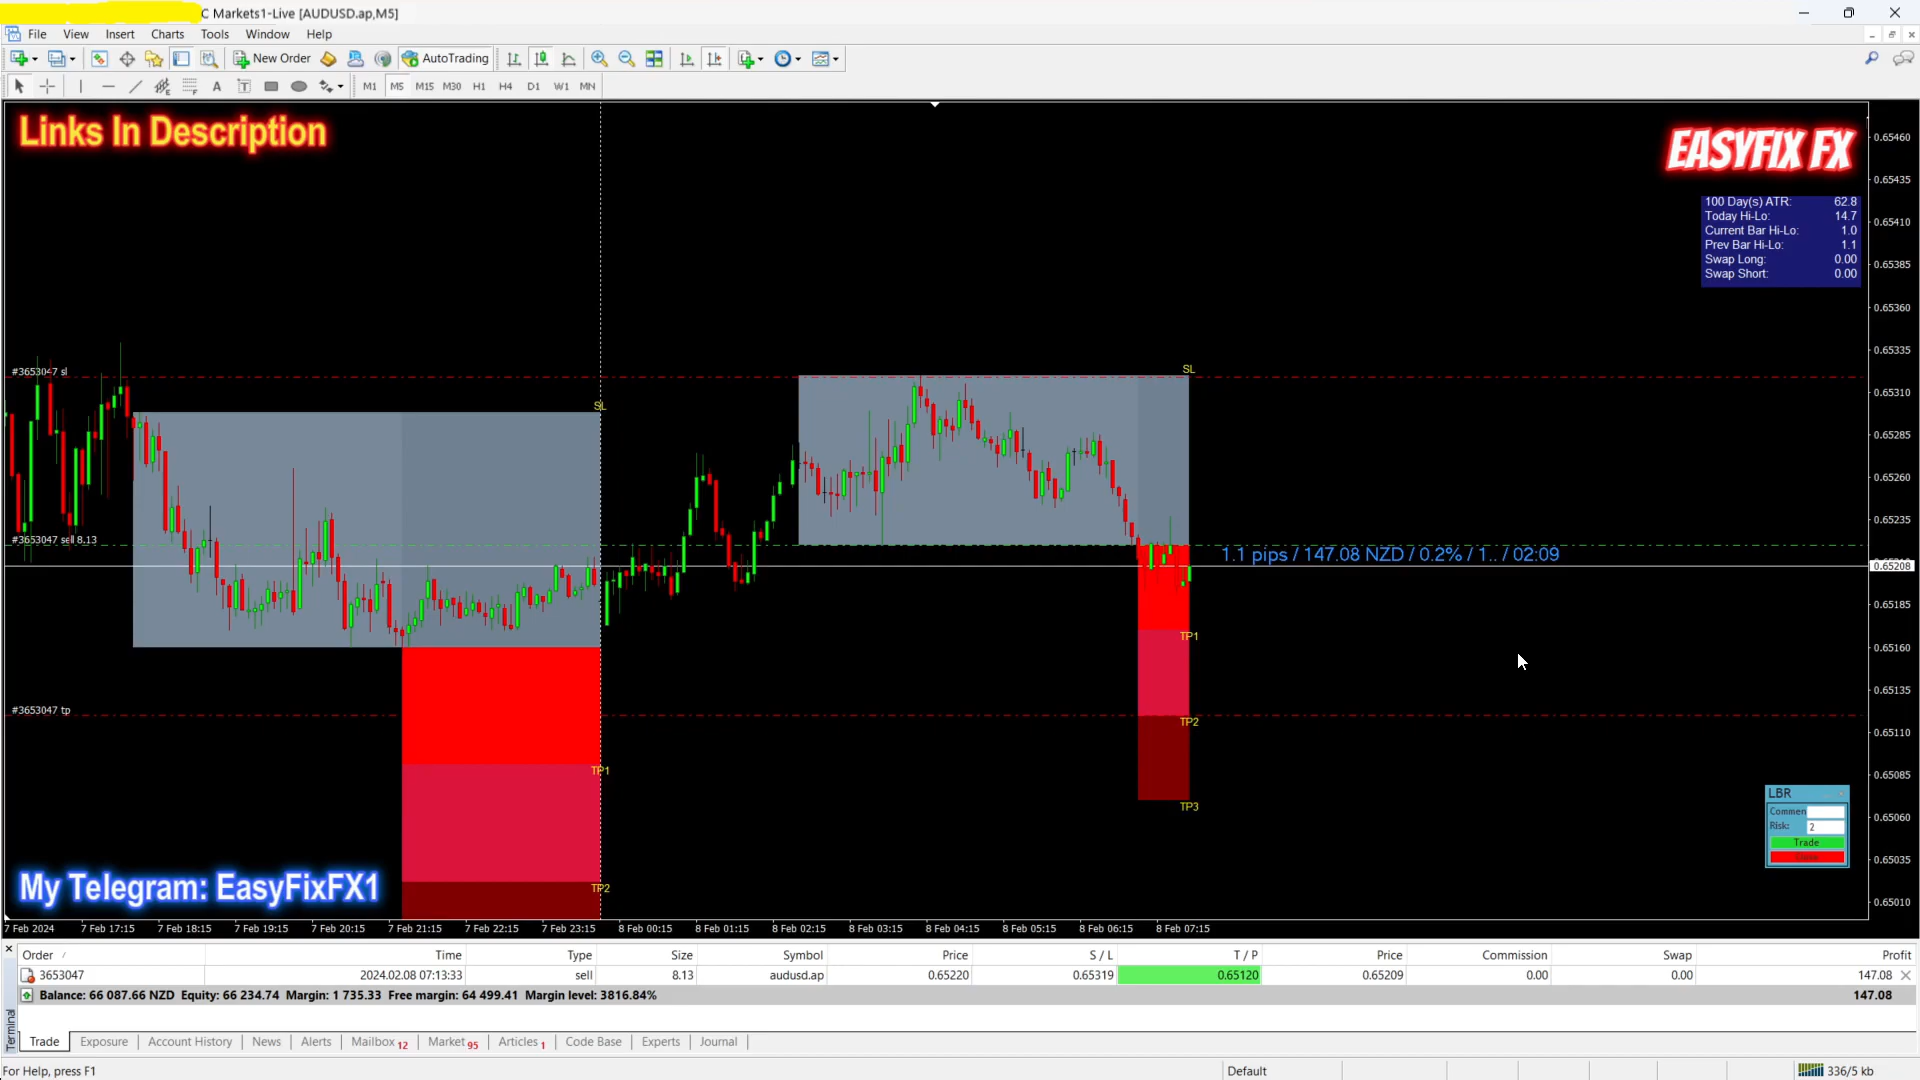 C Markets1-Live [AUDUSD.ap,M5]
File View Insert Charts Tools Window Help
New Order AutoTrading
A T M1 M5 M15 M30 H1 H4 D1 W1 MN
Links In Description
EASYFIX FX
100 Day(s) ATR: 62.8
Today Hi-Lo: 14.7
Current Bar Hi-Lo: 1.0
Prev Bar Hi-Lo: 1.1
Swap Long: 0.00
Swap Short: 0.00
0.65460
0.65435
0.65410
0.65385
0.65360
0.65335
0.65310
0.65285
0.65260
0.65235
0.65208
0.65185
0.65160
0.65135
0.65110
0.65085
0.65060
0.65035
0.65010
#3653047 sl
SL
SL
#3653047 sell 8.13
1.1 pips / 147.08 NZD / 0.2% / 1.. / 02:09
TP1
#3653047 tp
TP2
TP1
TP3
LBR
Commen
Risk: 2
Trade
My Telegram: EasyFixFX1
TP2
7 Feb 2024 7 Feb 17:15 7 Feb 18:15 7 Feb 19:15 7 Feb 20:15 7 Feb 21:15 7 Feb 22:15 7 Feb 23:15 8 Feb 00:15 8 Feb 01:15 8 Feb 02:15 8 Feb 03:15 8 Feb 04:15 8 Feb 05:15 8 Feb 06:15 8 Feb 07:15
Order / Time Type Size Symbol Price S / L T / P Price Commission Swap Profit
3653047 2024.02.08 07:13:33 sell 8.13 audusd.ap 0.65220 0.65319 0.65120 0.65209 0.00 0.00 147.08
Balance: 66 087.66 NZD Equity: 66 234.74 Margin: 1 735.33 Free margin: 64 499.41 Margin level: 3816.84% 147.08
Terminal
Trade Exposure Account History News Alerts Mailbox 12 Market 95 Articles 1 Code Base Experts Journal
For Help, press F1 Default 336/5 kb